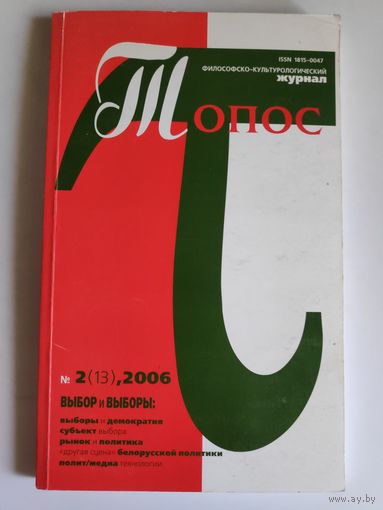 ISSN 1815-0047
ФИЛОСОФСКО-КУЛЬТУРОЛОГИЧЕСКИЙ
журнал
Топос
№ 2(13),2006
ВЫБОР и ВЫБОРЫ:
выборы и демократия
субъект выбора
рынок и политика
«другая сцена» белорусской политики
полит/медиа технологии
ay.by